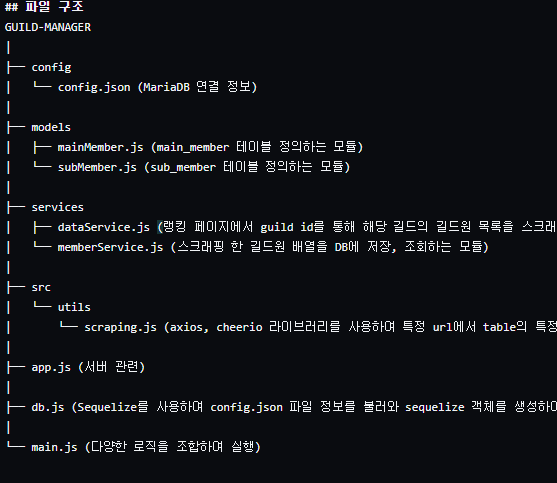 ## 파일 구조
GUILD-MANAGER
|
├── config
|   └── config.json (MariaDB 연결 정보)
|
├── models
|   ├── mainMember.js (main_member 테이블 정의하는 모듈)
|   └── subMember.js (sub_member 테이블 정의하는 모듈)
|
├── services
|   ├── dataService.js (랭킹 페이지에서 guild id를 통해 해당 길드의 길드원 목록을 스크래
|   └── memberService.js (스크래핑 한 길드원 배열을 DB에 저장, 조회하는 모듈)
|
├── src
|   └── utils
|       └── scraping.js (axios, cheerio 라이브러리를 사용하여 특정 url에서 table의 특정
|
├── app.js (서버 관련)
|
├── db.js (Sequelize를 사용하여 config.json 파일 정보를 불러와 sequelize 객체를 생성하여
|
└── main.js (다양한 로직을 조합하여 실행)